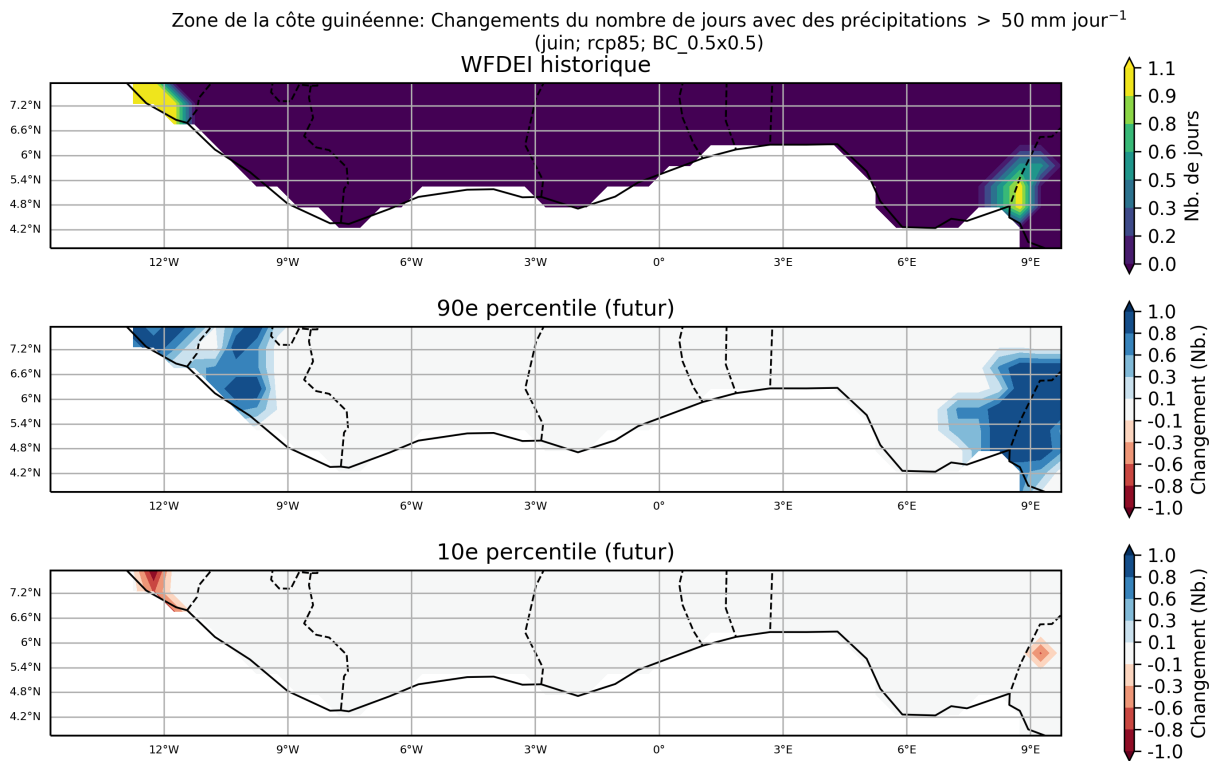 Zone de la côte guinéenne: Changements du nombre de jours avec des précipitations > 50 mm jour⁻¹
(juin; rcp85; BC_0.5x0.5)
WFDEI historique
7.2°N
6.6°N
6°N
5.4°N
4.8°N
4.2°N
12°W 9°W 6°W 3°W 0° 3°E 6°E 9°E
1.1
0.9
0.8
0.6
0.5
0.3
0.2
0.0
Nb. de jours
90e percentile (futur)
7.2°N
6.6°N
6°N
5.4°N
4.8°N
4.2°N
12°W 9°W 6°W 3°W 0° 3°E 6°E 9°E
1.0
0.8
0.6
0.3
0.1
-0.1
-0.3
-0.6
-0.8
-1.0
Changement (Nb.)
10e percentile (futur)
7.2°N
6.6°N
6°N
5.4°N
4.8°N
4.2°N
12°W 9°W 6°W 3°W 0° 3°E 6°E 9°E
1.0
0.8
0.6
0.3
0.1
-0.1
-0.3
-0.6
-0.8
-1.0
Changement (Nb.)